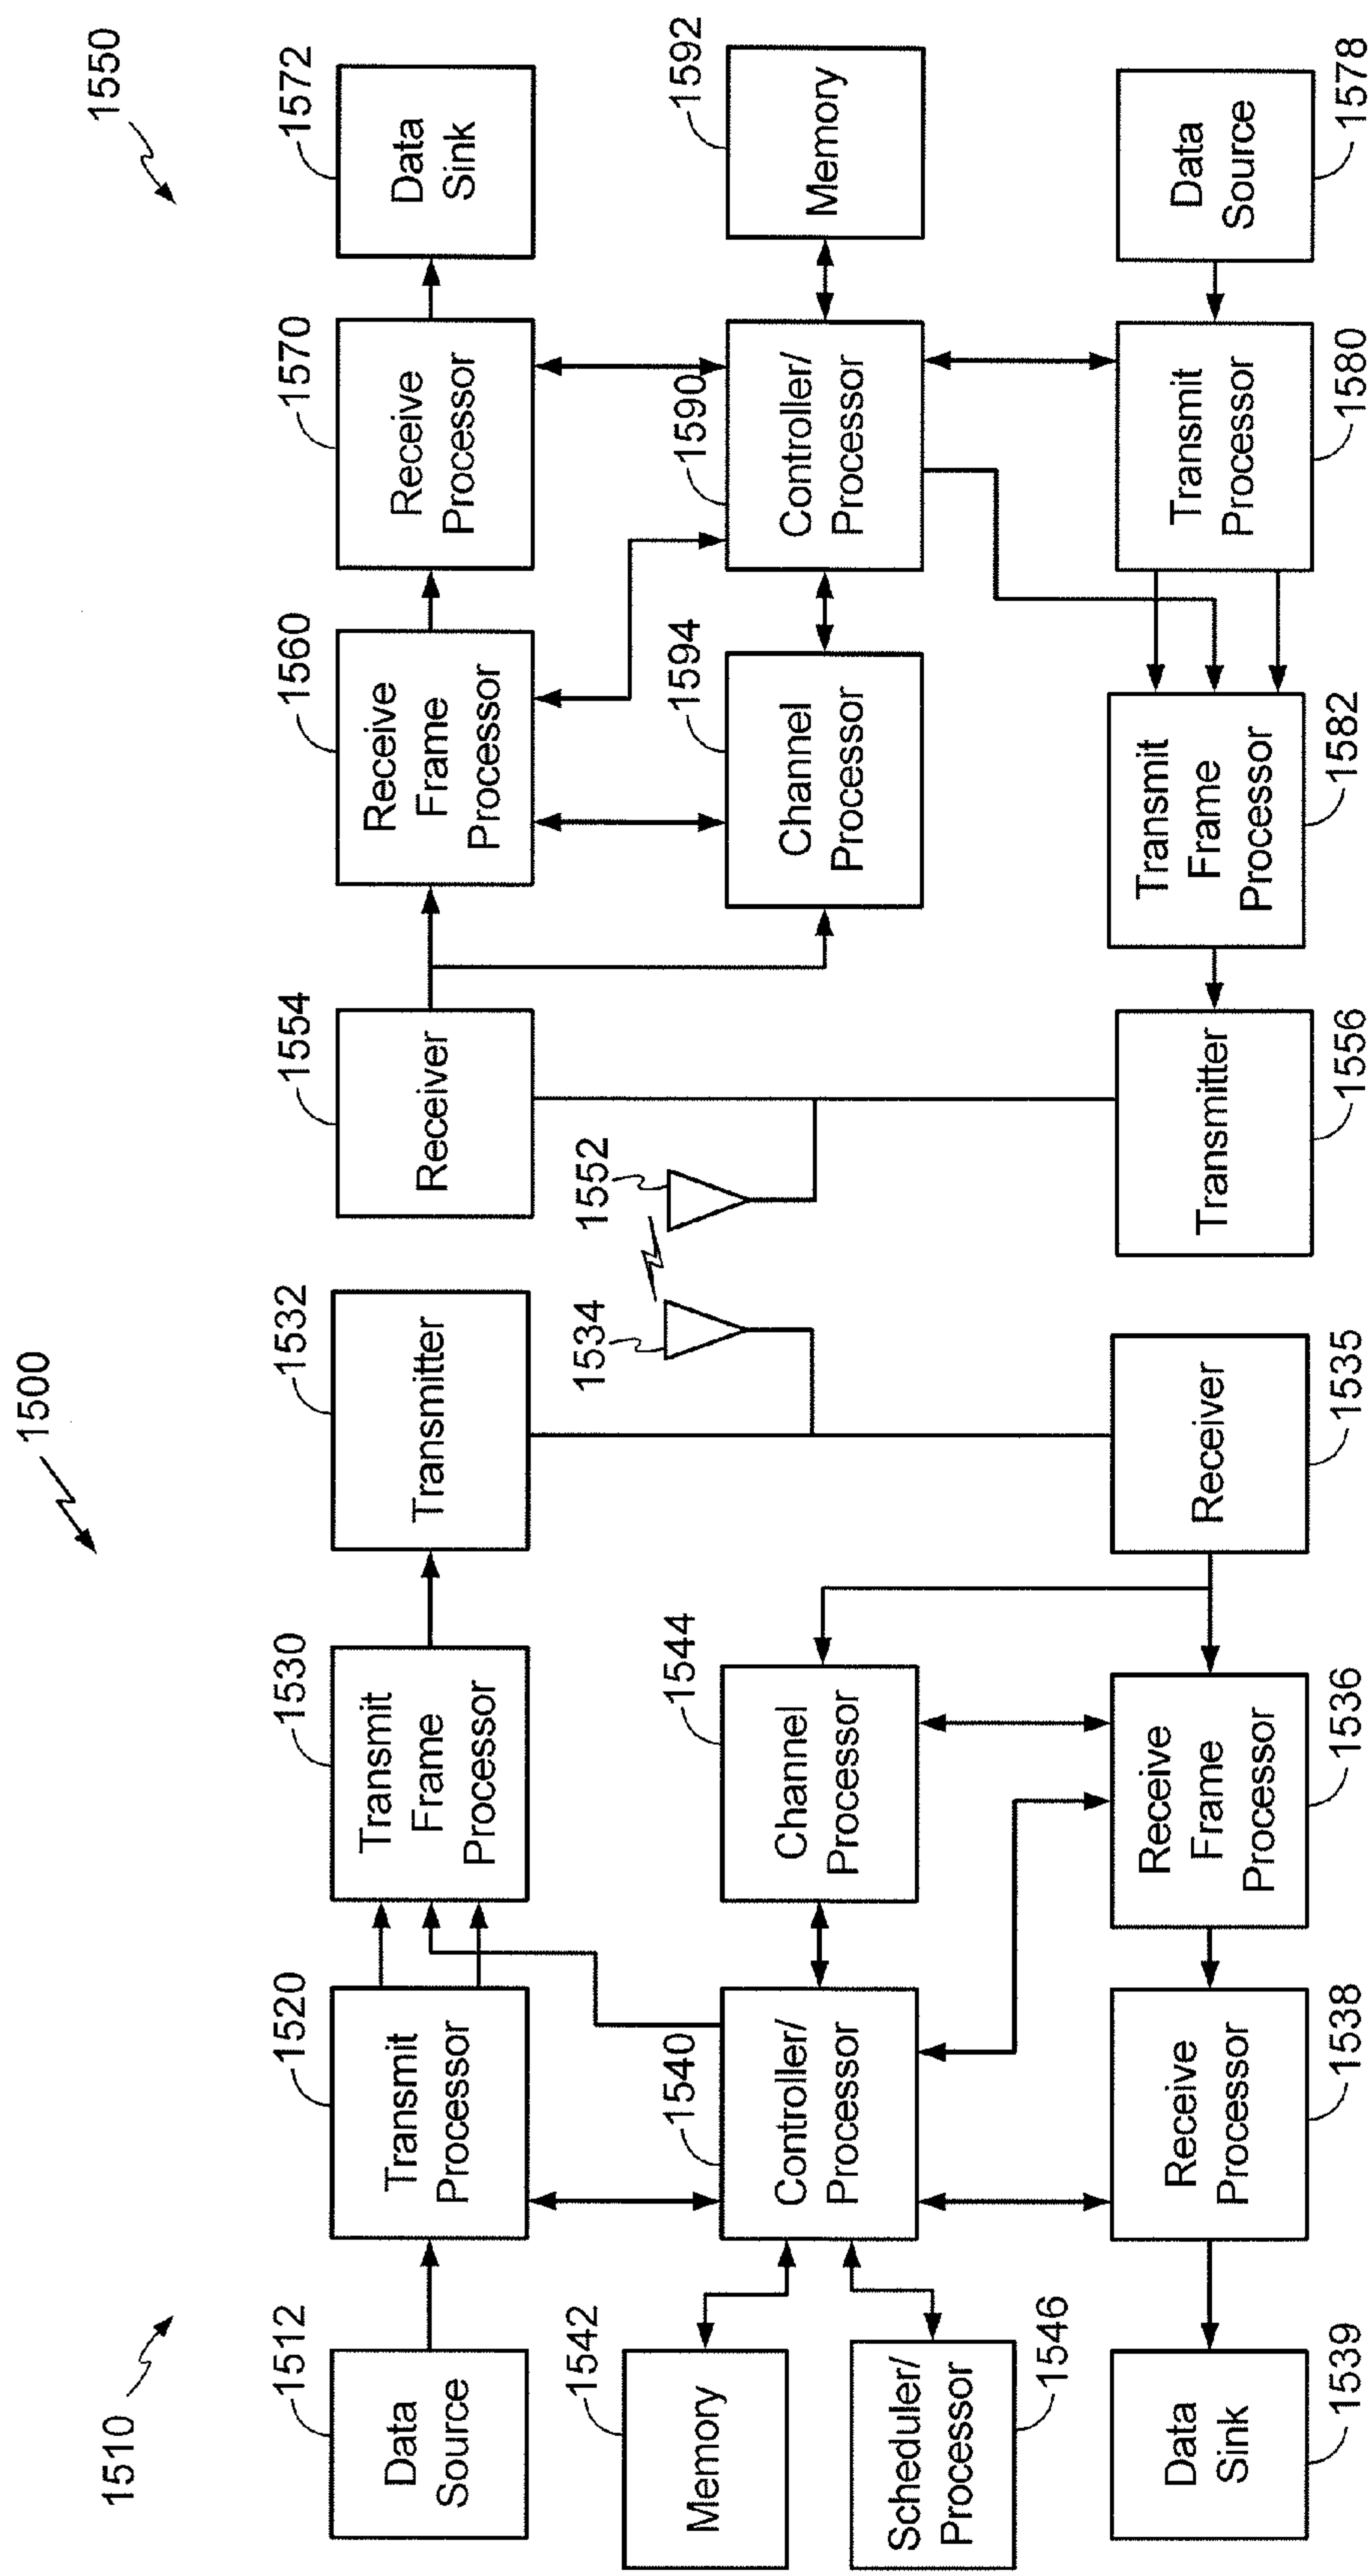 1500
1510
1550
1512
Data
Source
1520
Transmit
Processor
1530
Transmit
Frame
Processor
1532
Transmitter
1554
Receiver
1560
Receive
Frame
Processor
1570
Receive
Processor
1572
Data
Sink
1542
Memory
1540
Controller/
Processor
1544
Channel
Processor
1534
1552
1594
Channel
Processor
1590
Controller/
Processor
1592
Memory
Scheduler/
Processor
1546
Data
Sink
1539
Receive
Processor
1538
Receive
Frame
Processor
1536
Receiver
1535
Transmitter
1556
Transmit
Frame
Processor
1582
Transmit
Processor
1580
Data
Source
1578